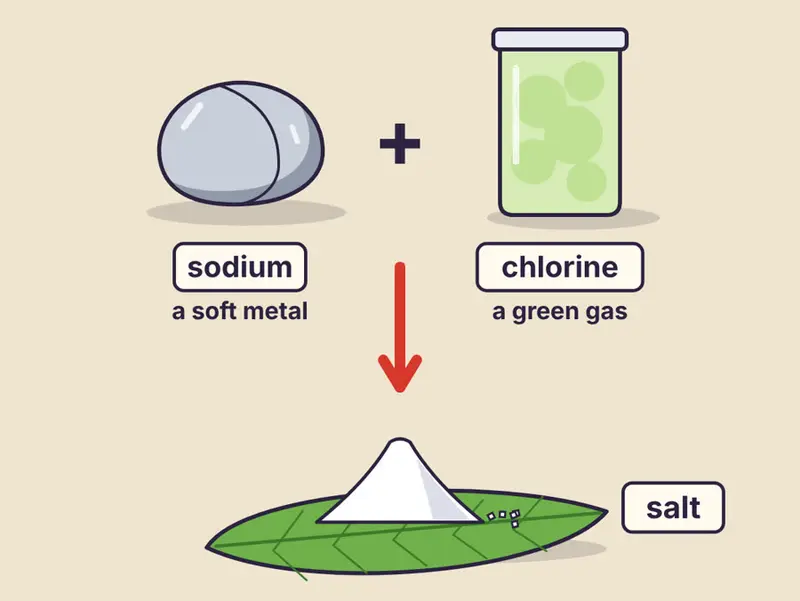 sodium
a soft metal
+
chlorine
a green gas
salt